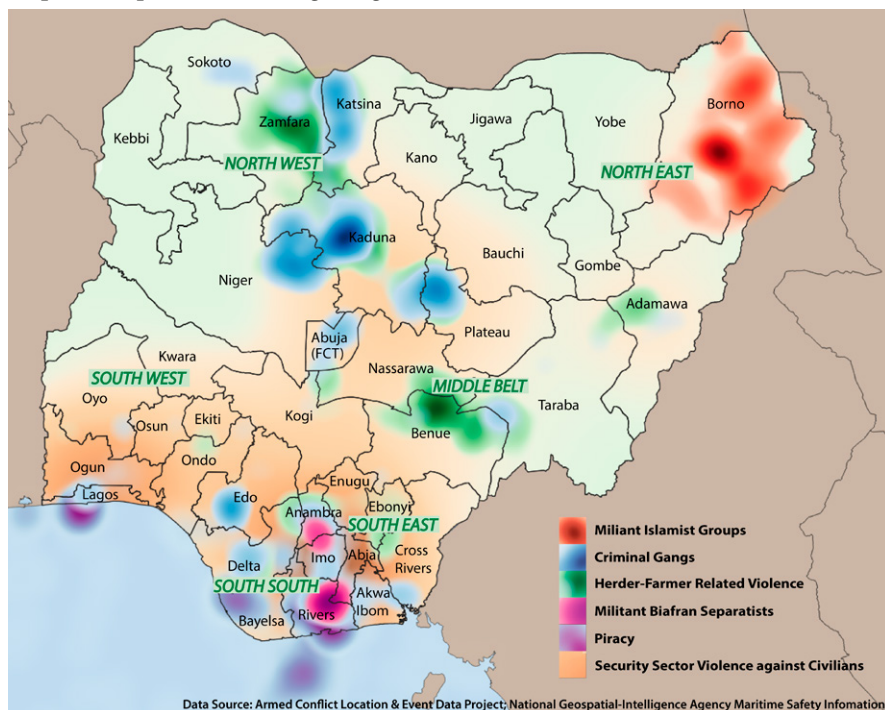 Sokoto
Katsina
Zamfara
Kebbi
Jigawa
Yobe
Borno
Kano
NORTH WEST
NORTH EAST
Kaduna
Bauchi
Gombe
Niger
Adamawa
Plateau
Abuja
(FCT)
Kwara
Nassarawa
SOUTH WEST
MIDDLE BELT
Oyo
Taraba
Kogi
Osun
Ekiti
Benue
Ogun
Ondo
Enugu
Lagos
Edo
Anambra
Ebonyi
SOUTH EAST
Imo
Abia
Cross
Rivers
Delta
SOUTH SOUTH
Akwa
Ibom
Rivers
Bayelsa
Miliant Islamist Groups
Criminal Gangs
Herder-Farmer Related Violence
Militant Biafran Separatists
Piracy
Security Sector Violence against Civilians
Data Source: Armed Conflict Location & Event Data Project; National Geospatial-Intelligence Agency Maritime Safety Infomation